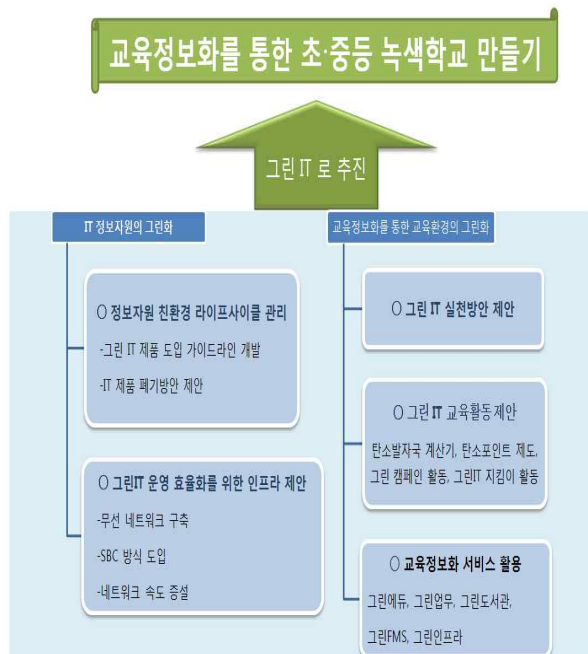 교육정보화를 통한 초·중등 녹색학교 만들기
그린 IT 로 추진
IT 정보자원의 그린화
○ 정보자원 친환경 라이프사이클 관리
-그린 IT 제품 도입 가이드라인 개발
-IT 제품 폐기방안 제안
○ 그린IT 운영 효율화를 위한 인프라 제안
-무선 네트워크 구축
-SBC 방식 도입
-네트워크 속도 증설
교육정보화를 통한 교육환경의 그린화
○ 그린 IT 실천방안 제안
○ 그린 IT 교육활동 제안
탄소발자국 계산기, 탄소포인트 제도,
그린 캠페인 활동, 그린IT 지킴이 활동
○ 교육정보화 서비스 활용
그린에듀, 그린업무, 그린도서관,
그린FMS, 그린인프라